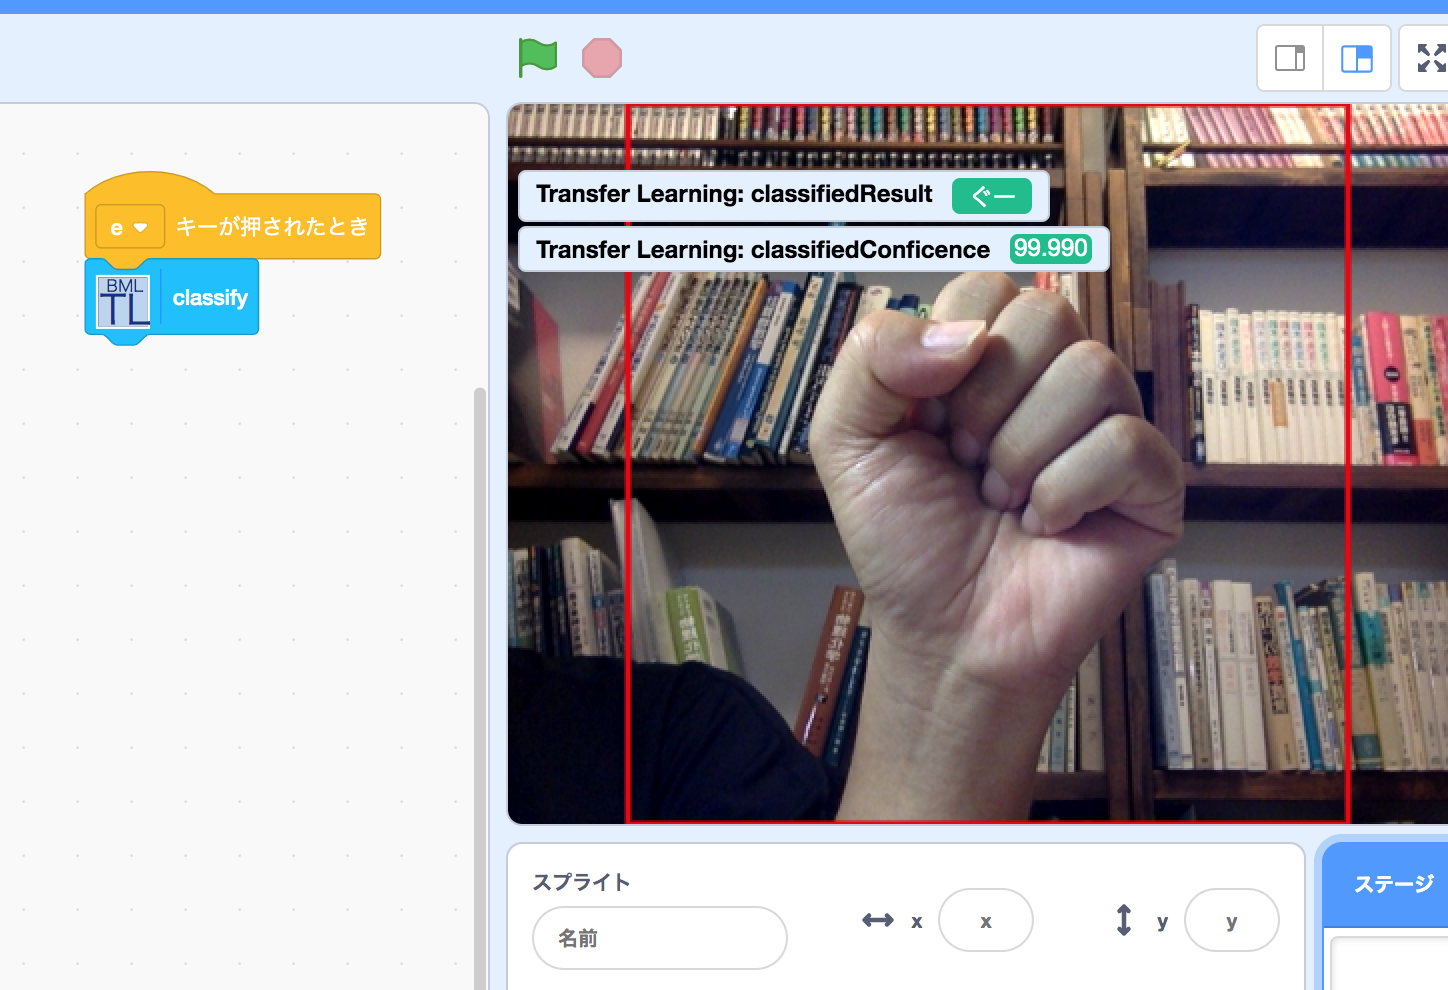 e キーが押されたとき
BML
TL
classify
Transfer Learning: classifiedResult ぐー
Transfer Learning: classifiedConficence 99.990
スプライト
名前
x x
y y
ステージ